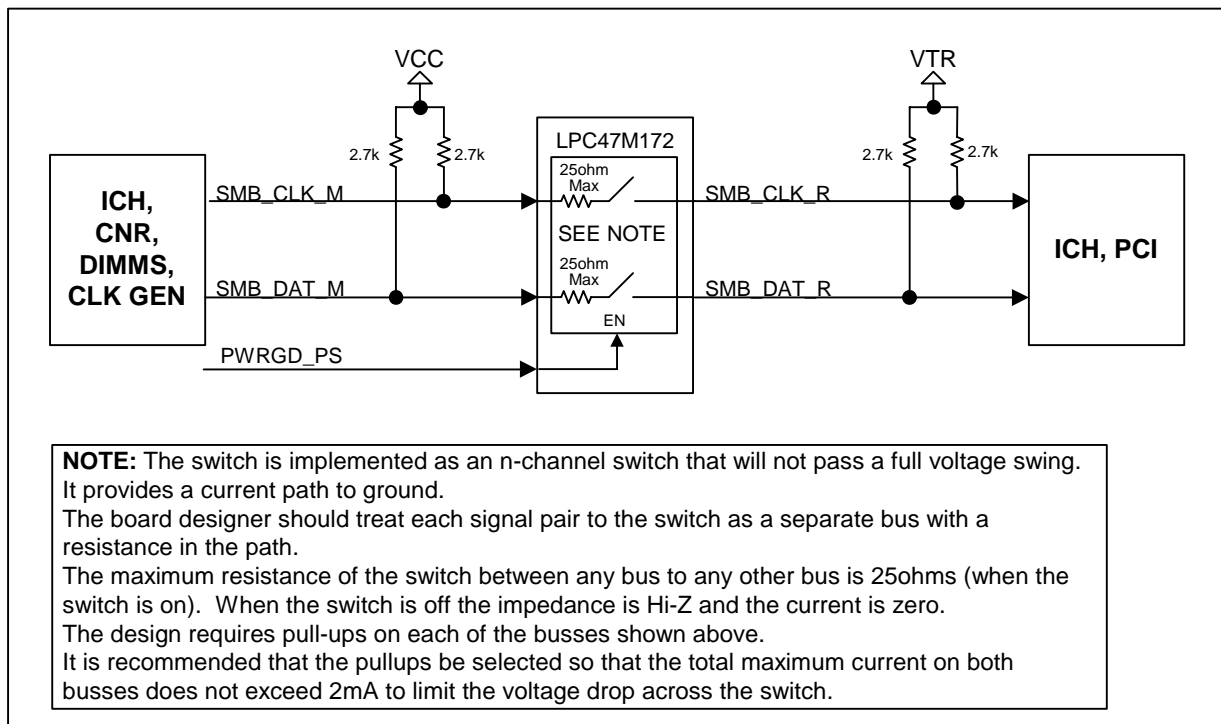 VCC
VTR
LPC47M172
2.7k
2.7k
2.7k
2.7k
25ohm
Max
ICH,
CNR,
DIMMS,
CLK GEN
SMB_CLK_M
SMB_CLK_R
SEE NOTE
ICH, PCI
25ohm
Max
SMB_DAT_M
SMB_DAT_R
EN
PWRGD_PS
NOTE: The switch is implemented as an n-channel switch that will not pass a full voltage swing.
It provides a current path to ground.
The board designer should treat each signal pair to the switch as a separate bus with a
resistance in the path.
The maximum resistance of the switch between any bus to any other bus is 25ohms (when the
switch is on). When the switch is off the impedance is Hi-Z and the current is zero.
The design requires pull-ups on each of the busses shown above.
It is recommended that the pullups be selected so that the total maximum current on both
busses does not exceed 2mA to limit the voltage drop across the switch.